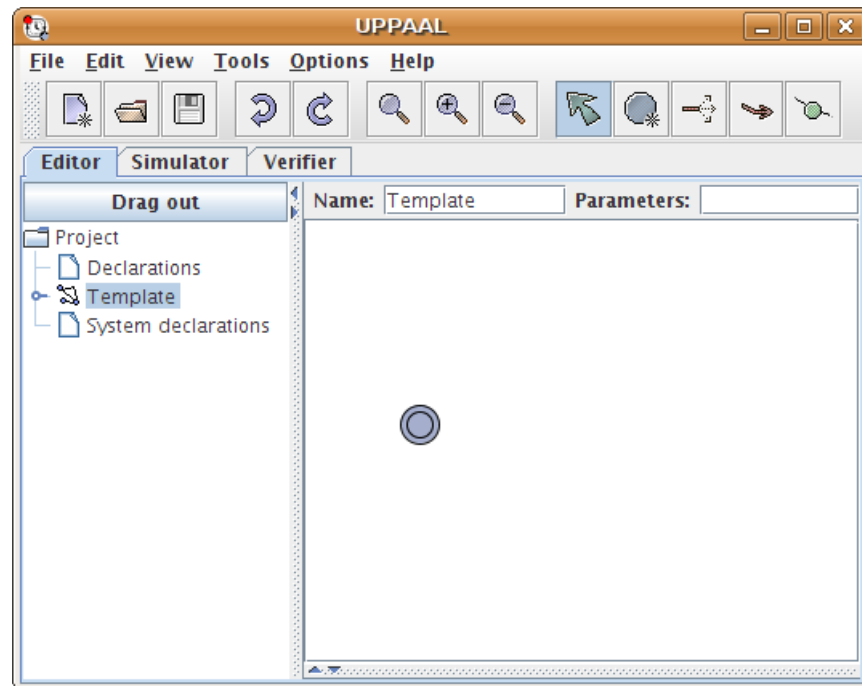 UPPAAL
File Edit View Tools Options Help
Editor Simulator Verifier
Drag out
Name: Template Parameters:
Project
Declarations
Template
System declarations